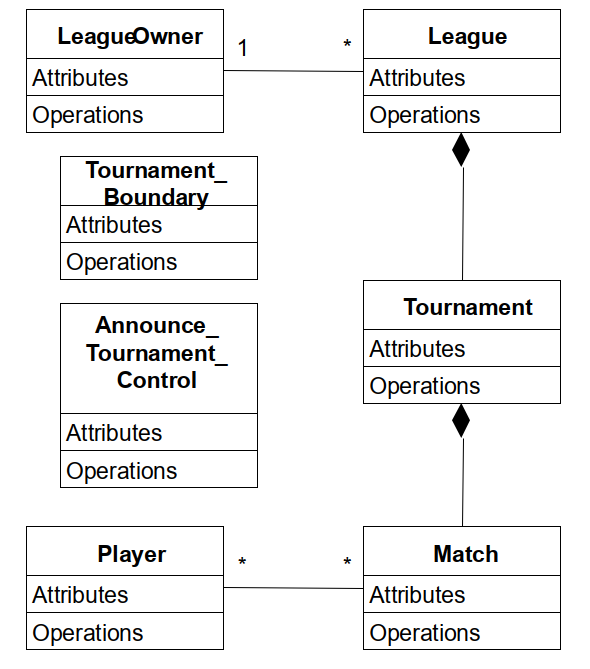 LeagueOwner
Attributes
Operations
1
*
League
Attributes
Operations
Tournament_
Boundary
Attributes
Operations
Announce_
Tournament_
Control
Attributes
Operations
Tournament
Attributes
Operations
Player
Attributes
Operations
*
*
Match
Attributes
Operations